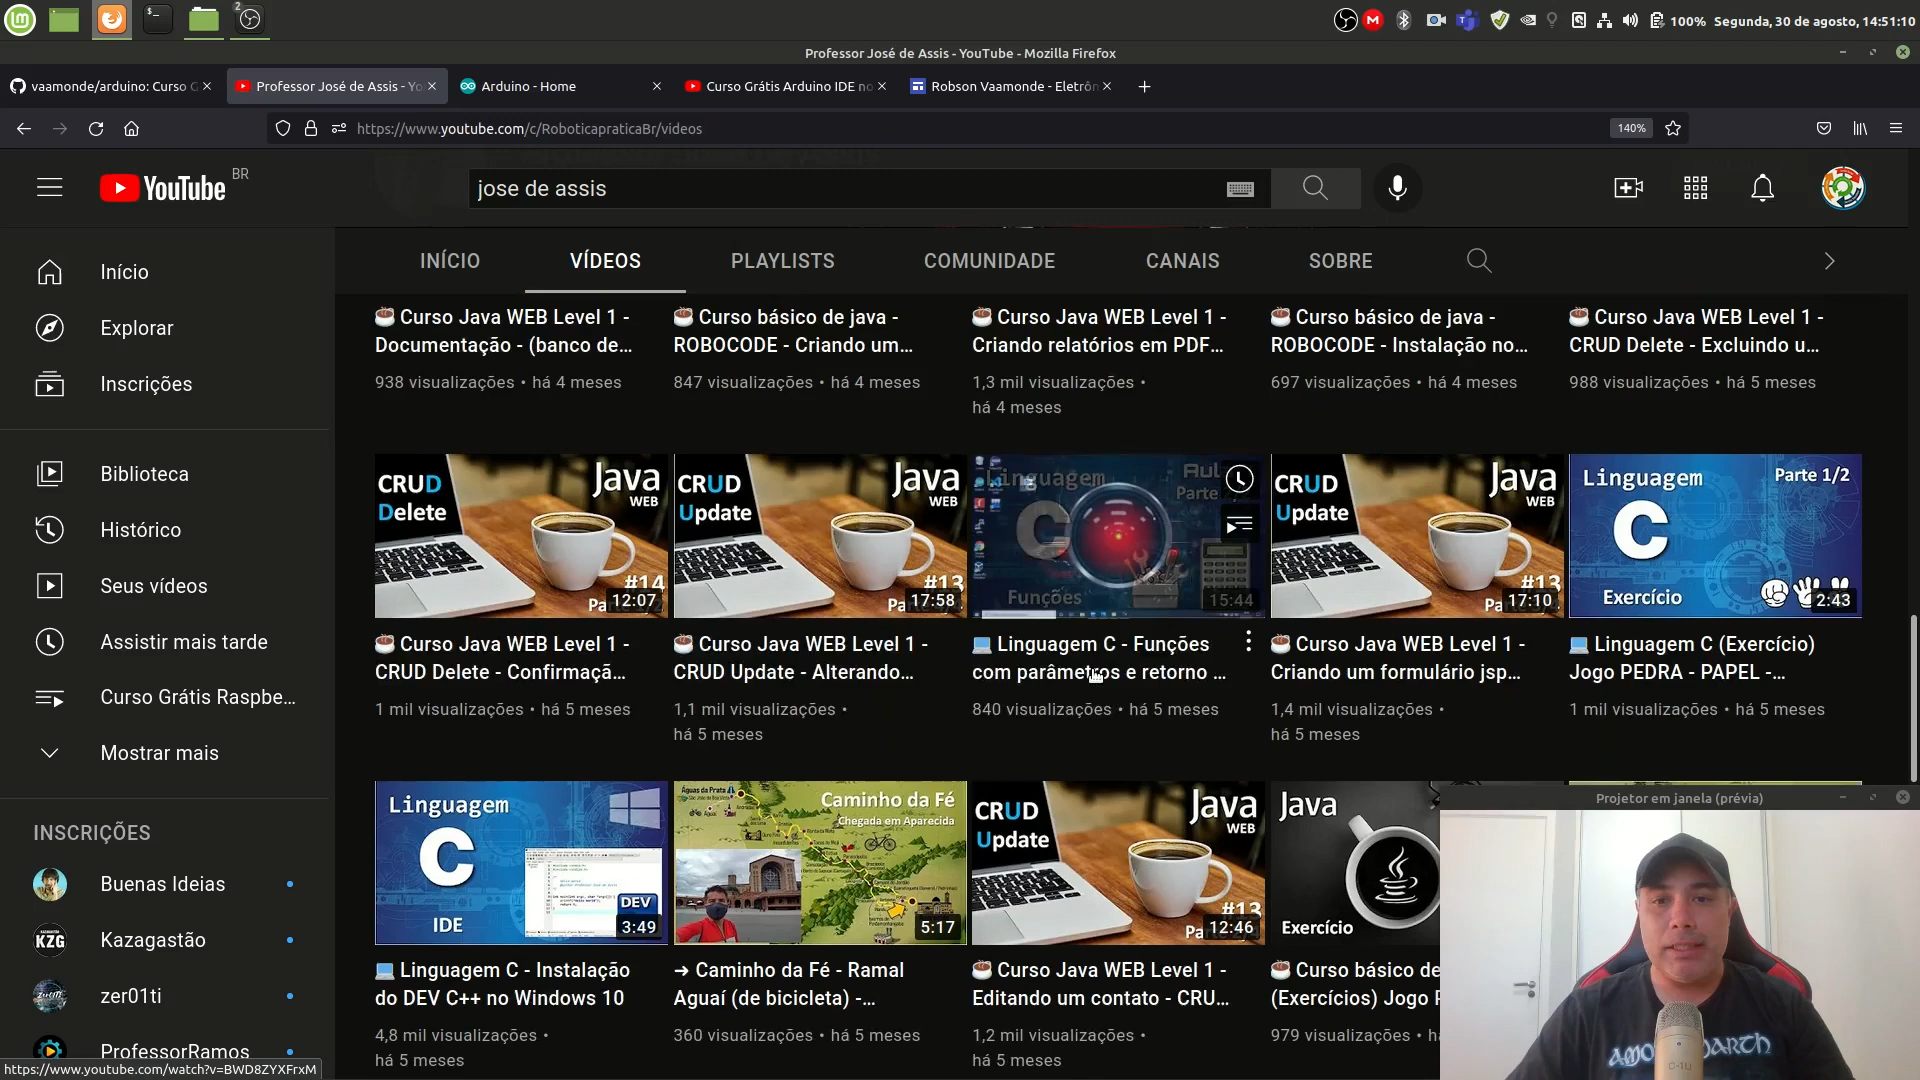 2
100%
Segunda, 30 de agosto, 14:51:10
Professor José de Assis - YouTube - Mozilla Firefox
vaamonde/arduino: Curso G
Professor José de Assis - Yo
Arduino - Home
Curso Grátis Arduino IDE no
Robson Vaamonde - Eletrôn
https://www.youtube.com/c/RoboticapraticaBr/videos
140%
YouTube BR
jose de assis
Início
Explorar
Inscrições
Biblioteca
Histórico
Seus vídeos
Assistir mais tarde
Curso Grátis Raspbe...
Mostrar mais
INSCRIÇÕES
Buenas Ideias
KZG
Kazagastão
zer01ti
ProfessorRamos
https://www.youtube.com/watch?v=BWD8ZYXFrxM
INÍCIO
VÍDEOS
PLAYLISTS
COMUNIDADE
CANAIS
SOBRE
Curso Java WEB Level 1 -
Documentação - (banco de...
938 visualizações • há 4 meses
Curso básico de java -
ROBOCODE - Criando um...
847 visualizações • há 4 meses
Curso Java WEB Level 1 -
Criando relatórios em PDF...
1,3 mil visualizações •
há 4 meses
Curso básico de java -
ROBOCODE - Instalação no...
697 visualizações • há 4 meses
Curso Java WEB Level 1 -
CRUD Delete - Excluindo u...
988 visualizações • há 5 meses
CRUD
Delete
Java
WEB
#14
12:07
Curso Java WEB Level 1 -
CRUD Delete - Confirmaçã...
1 mil visualizações • há 5 meses
CRUD
Update
Java
WEB
#13
17:58
Curso Java WEB Level 1 -
CRUD Update - Alterando...
1,1 mil visualizações •
há 5 meses
Linguagem
C
Parte
Funções
15:44
Linguagem C - Funções
com parâmetros e retorno ...
840 visualizações • há 5 meses
CRUD
Update
Java
WEB
#13
17:10
Curso Java WEB Level 1 -
Criando um formulário jsp...
1,4 mil visualizações •
há 5 meses
Linguagem
Parte 1/2
C
Exercício
2:43
Linguagem C (Exercício)
Jogo PEDRA - PAPEL -...
1 mil visualizações • há 5 meses
Linguagem
C
IDE
DEV
3:49
Linguagem C - Instalação
do DEV C++ no Windows 10
4,8 mil visualizações •
há 5 meses
Águas da Prata
Caminho da Fé
Chegada em Aparecida
5:17
➜ Caminho da Fé - Ramal
Aguaí (de bicicleta) -...
360 visualizações • há 5 meses
CRUD
Update
Java
WEB
#13
12:46
Curso Java WEB Level 1 -
Editando um contato - CRU...
1,2 mil visualizações •
há 5 meses
Java
Exercício
Curso básico de
(Exercícios) Jogo P
979 visualizações • há
Projetor em janela (prévia)